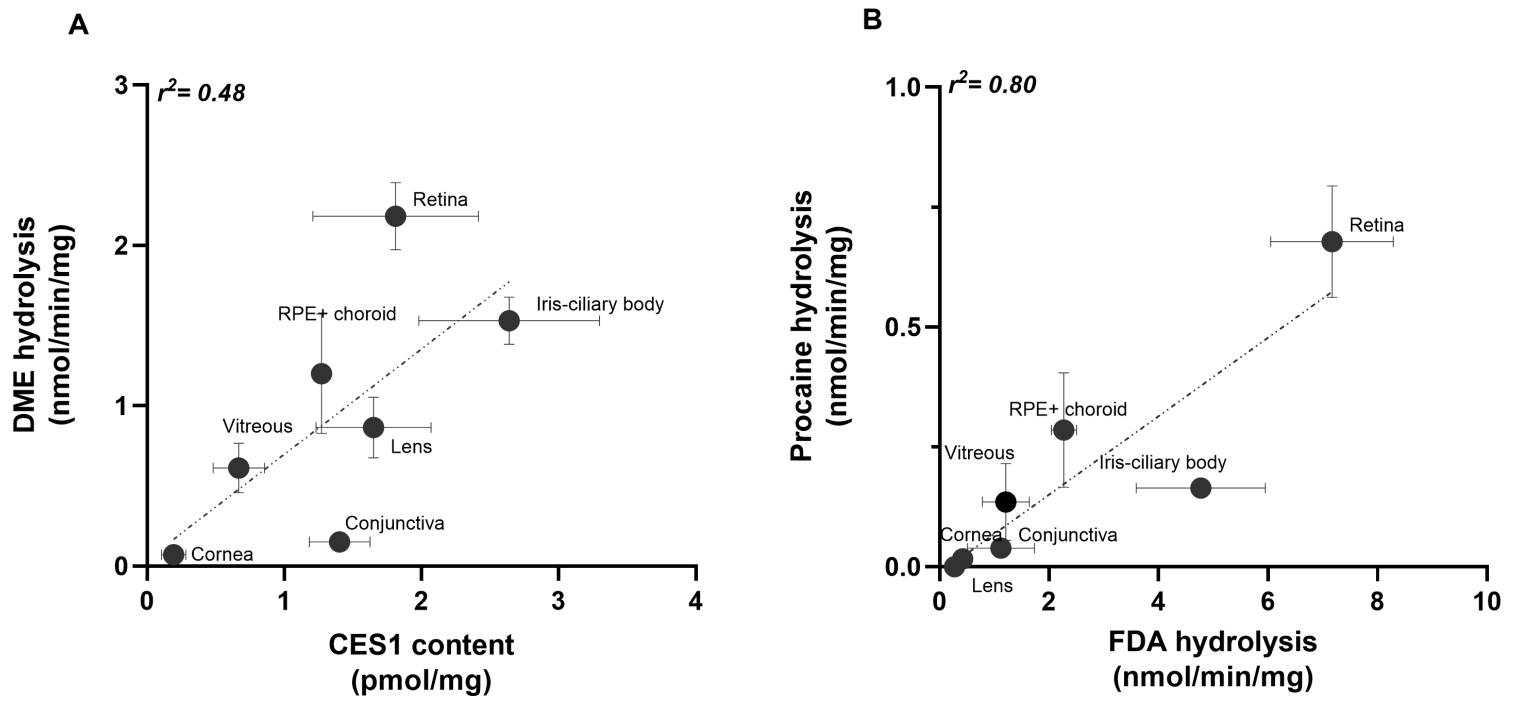 A
r²= 0.48
3
2
1
0
DME hydrolysis
(nmol/min/mg)
Retina
Iris-ciliary body
RPE+ choroid
Vitreous
Lens
Conjunctiva
Cornea
0 1 2 3 4
CES1 content
(pmol/mg)
B
r²= 0.80
1.0
0.5
0.0
Procaine hydrolysis
(nmol/min/mg)
Retina
RPE+ choroid
Vitreous
Iris-ciliary body
Cornea
Conjunctiva
Lens
0 2 4 6 8 10
FDA hydrolysis
(nmol/min/mg)